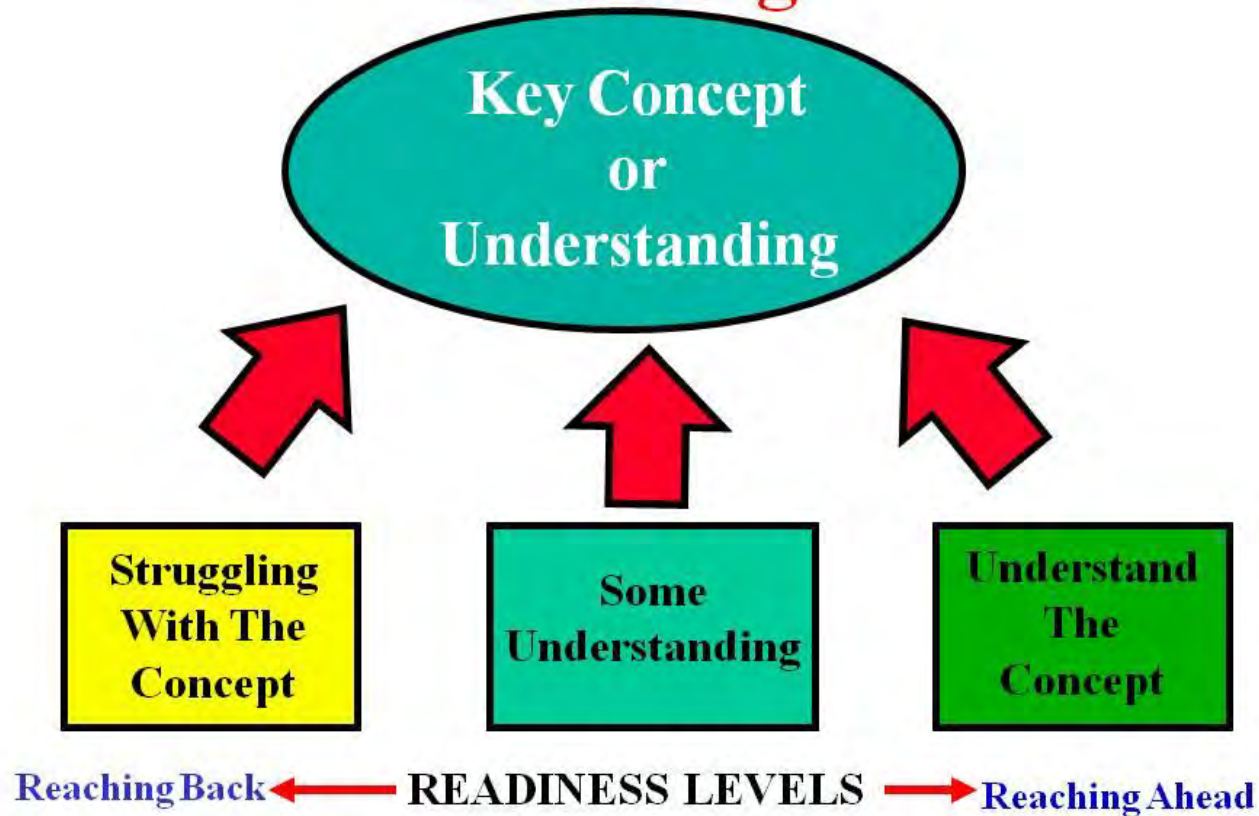 Key Concept
or
Understanding
Struggling
With The
Concept
Some
Understanding
Understand
The
Concept
Reaching Back
READINESS LEVELS
Reaching Ahead